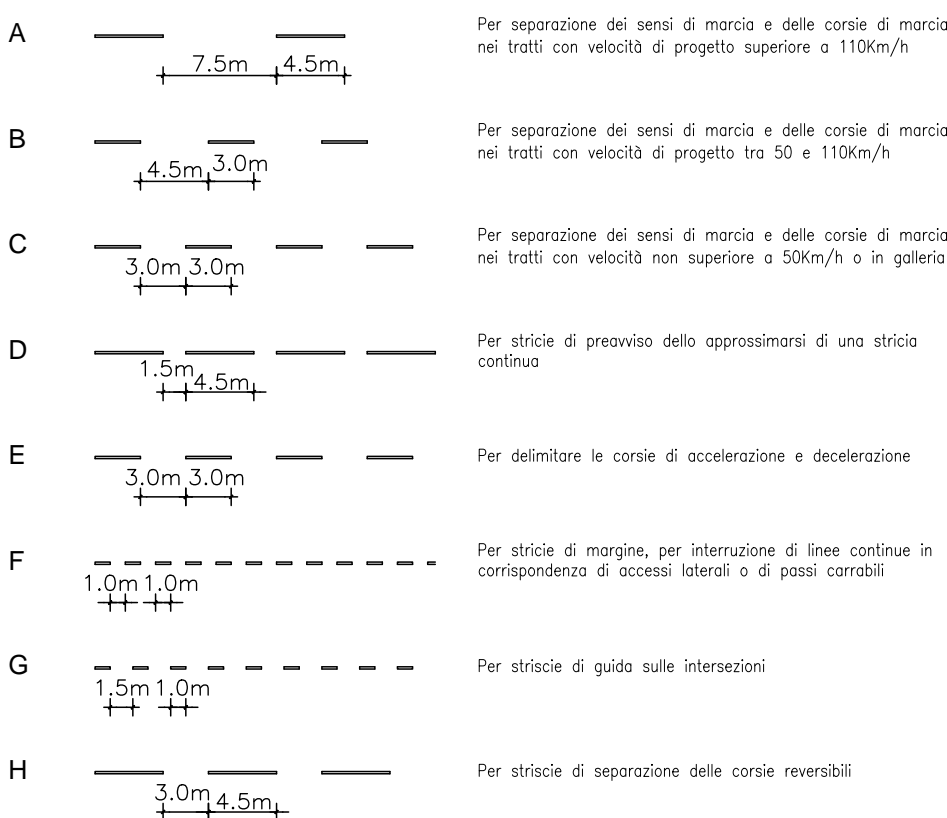 A
Per separazione dei sensi di marcia e delle corsie di marcia
nei tratti con velocità di progetto superiore a 110Km/h
7.5m 4.5m
B
Per separazione dei sensi di marcia e delle corsie di marcia
nei tratti con velocità di progetto tra 50 e 110Km/h
4.5m 3.0m
C
Per separazione dei sensi di marcia e delle corsie di marcia
nei tratti con velocità non superiore a 50Km/h o in galleria
3.0m 3.0m
D
Per stricie di preavviso dello approssimarsi di una stricia
continua
1.5m 4.5m
E
Per delimitare le corsie di accelerazione e decelerazione
3.0m 3.0m
F
Per stricie di margine, per interruzione di linee continue in
corrispondenza di accessi laterali o di passi carrabili
1.0m 1.0m
G
Per striscie di guida sulle intersezioni
1.5m 1.0m
H
Per striscie di separazione delle corsie reversibili
3.0m 4.5m